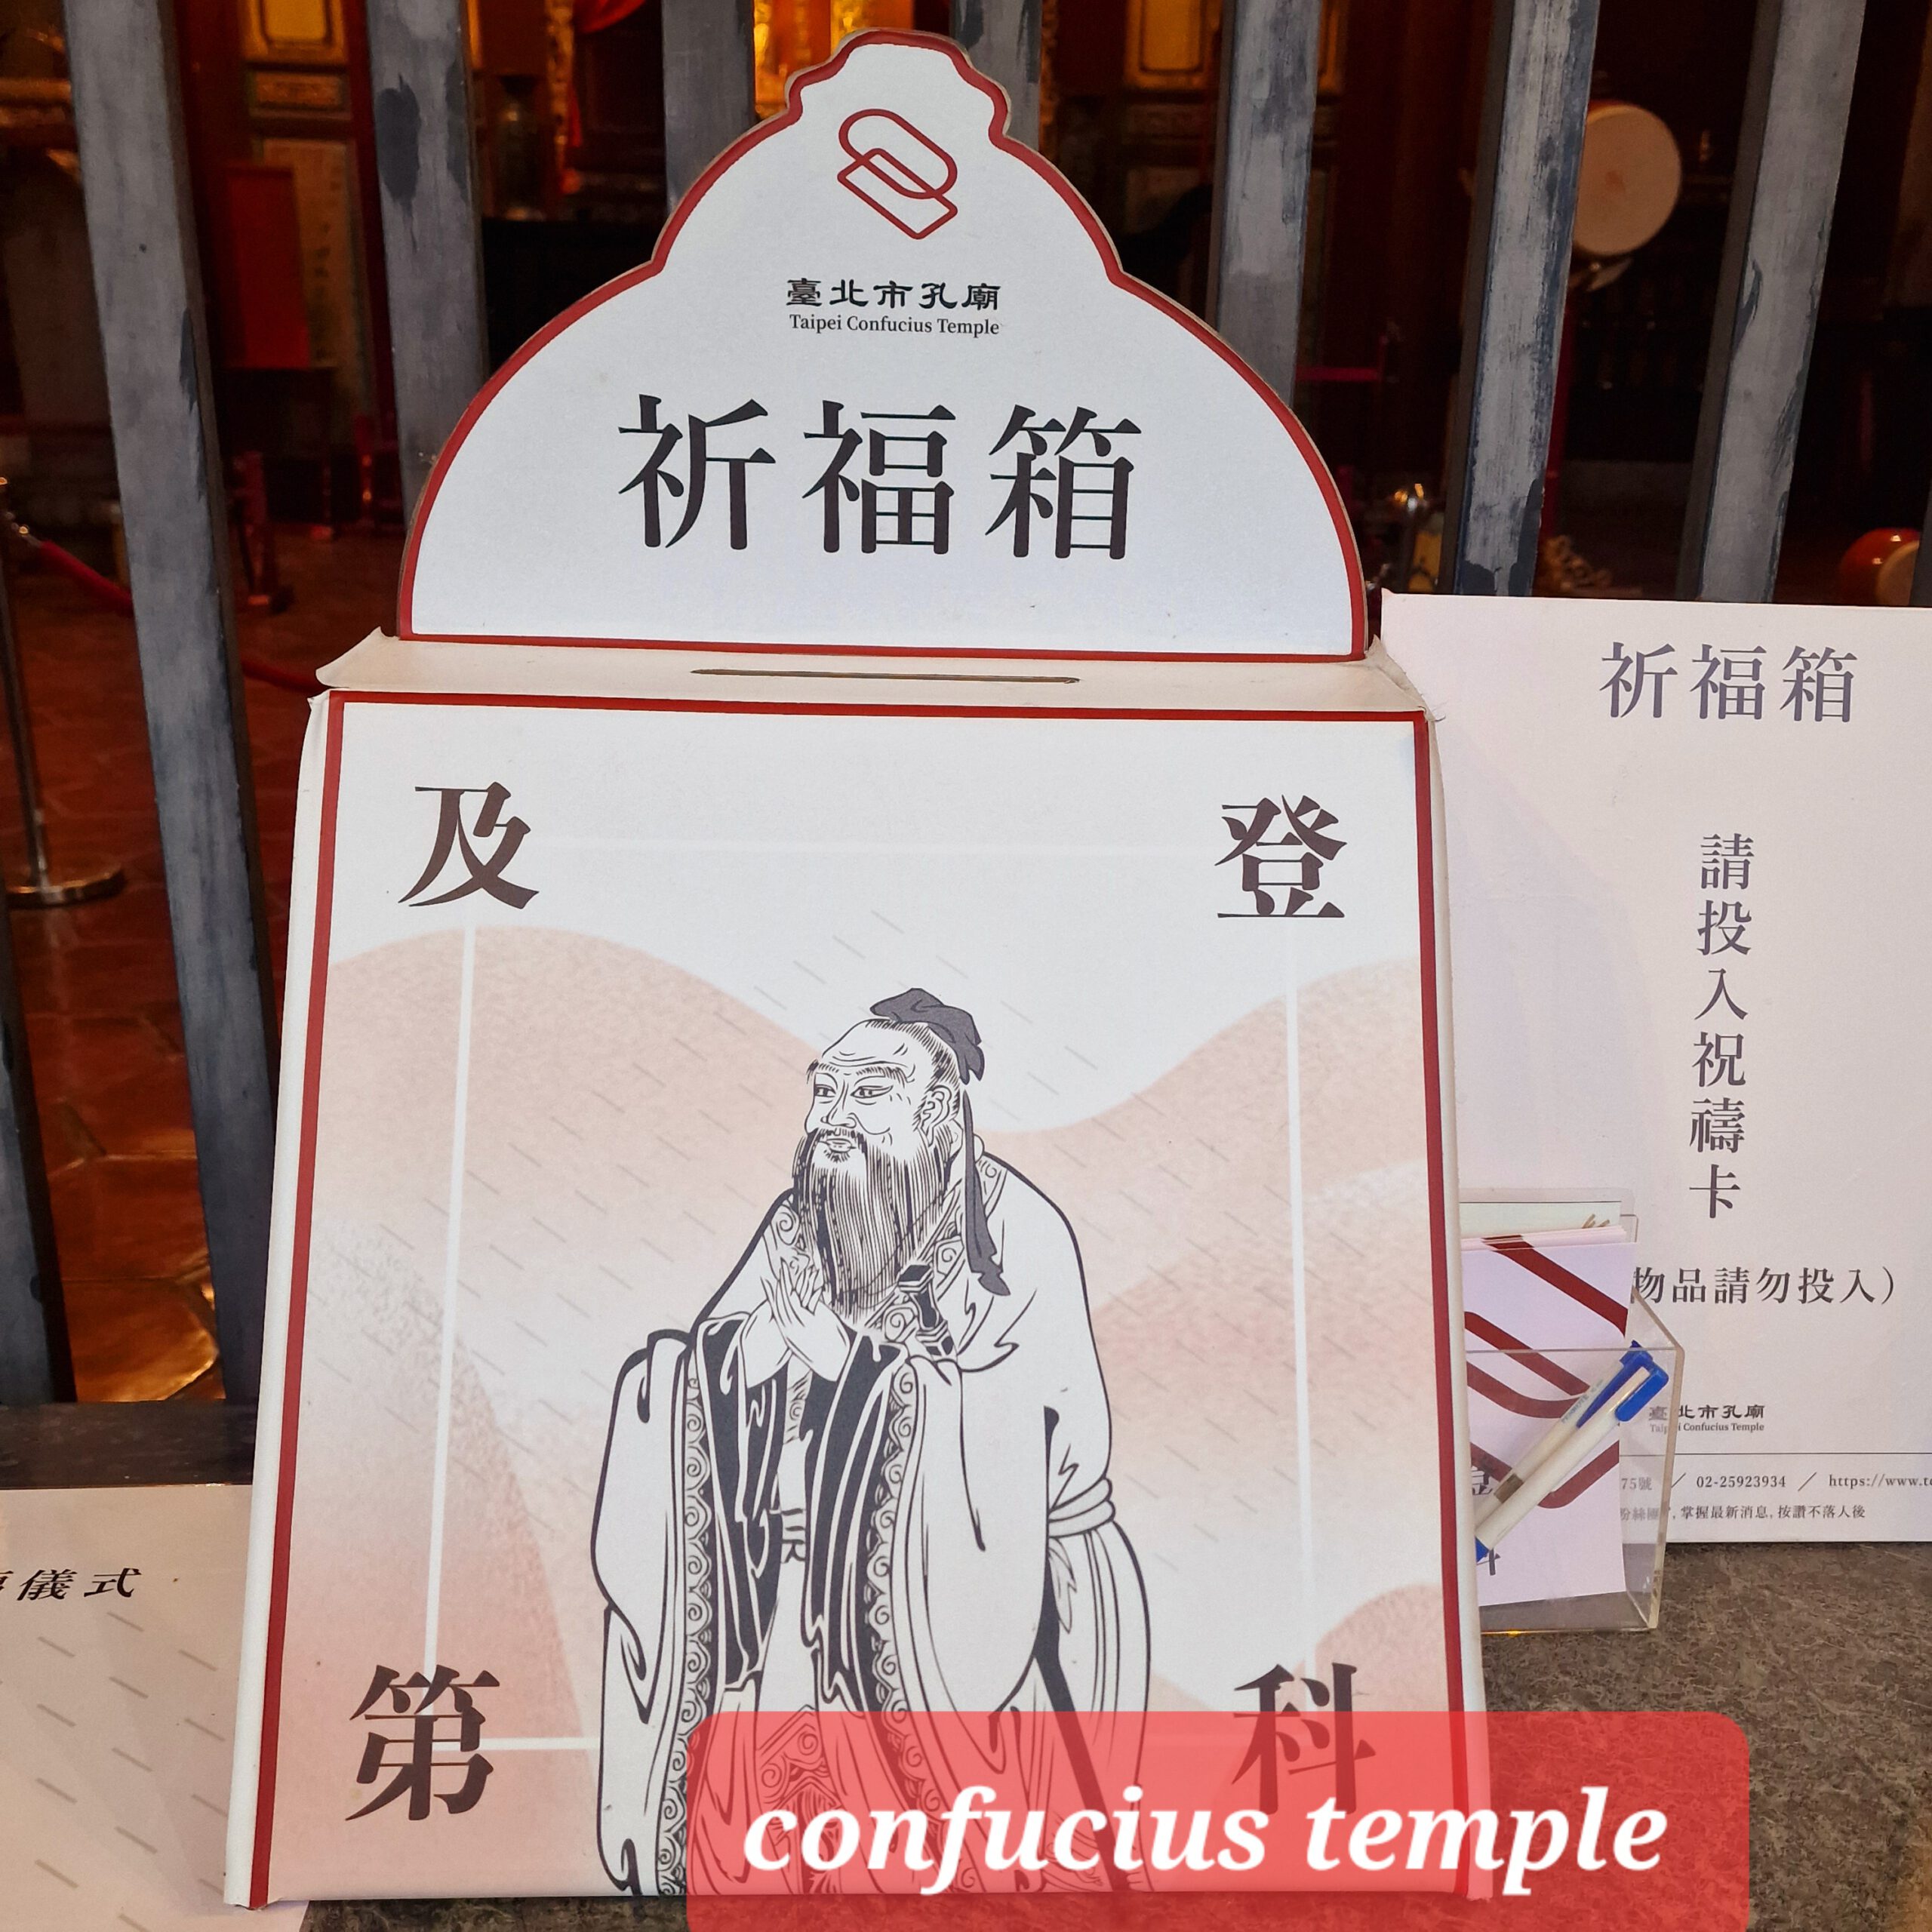 臺北市孔廟
Taipei Confucius Temple
祈福箱
登科
及第
祈福箱
請投入祝禱卡
物品請勿投入）
臺北市孔廟
Confucius Temple
75號 ／ 02-25923934 ／ https://www.t
掌握最新消息, 按讚不落人後
儀式
confucius temple